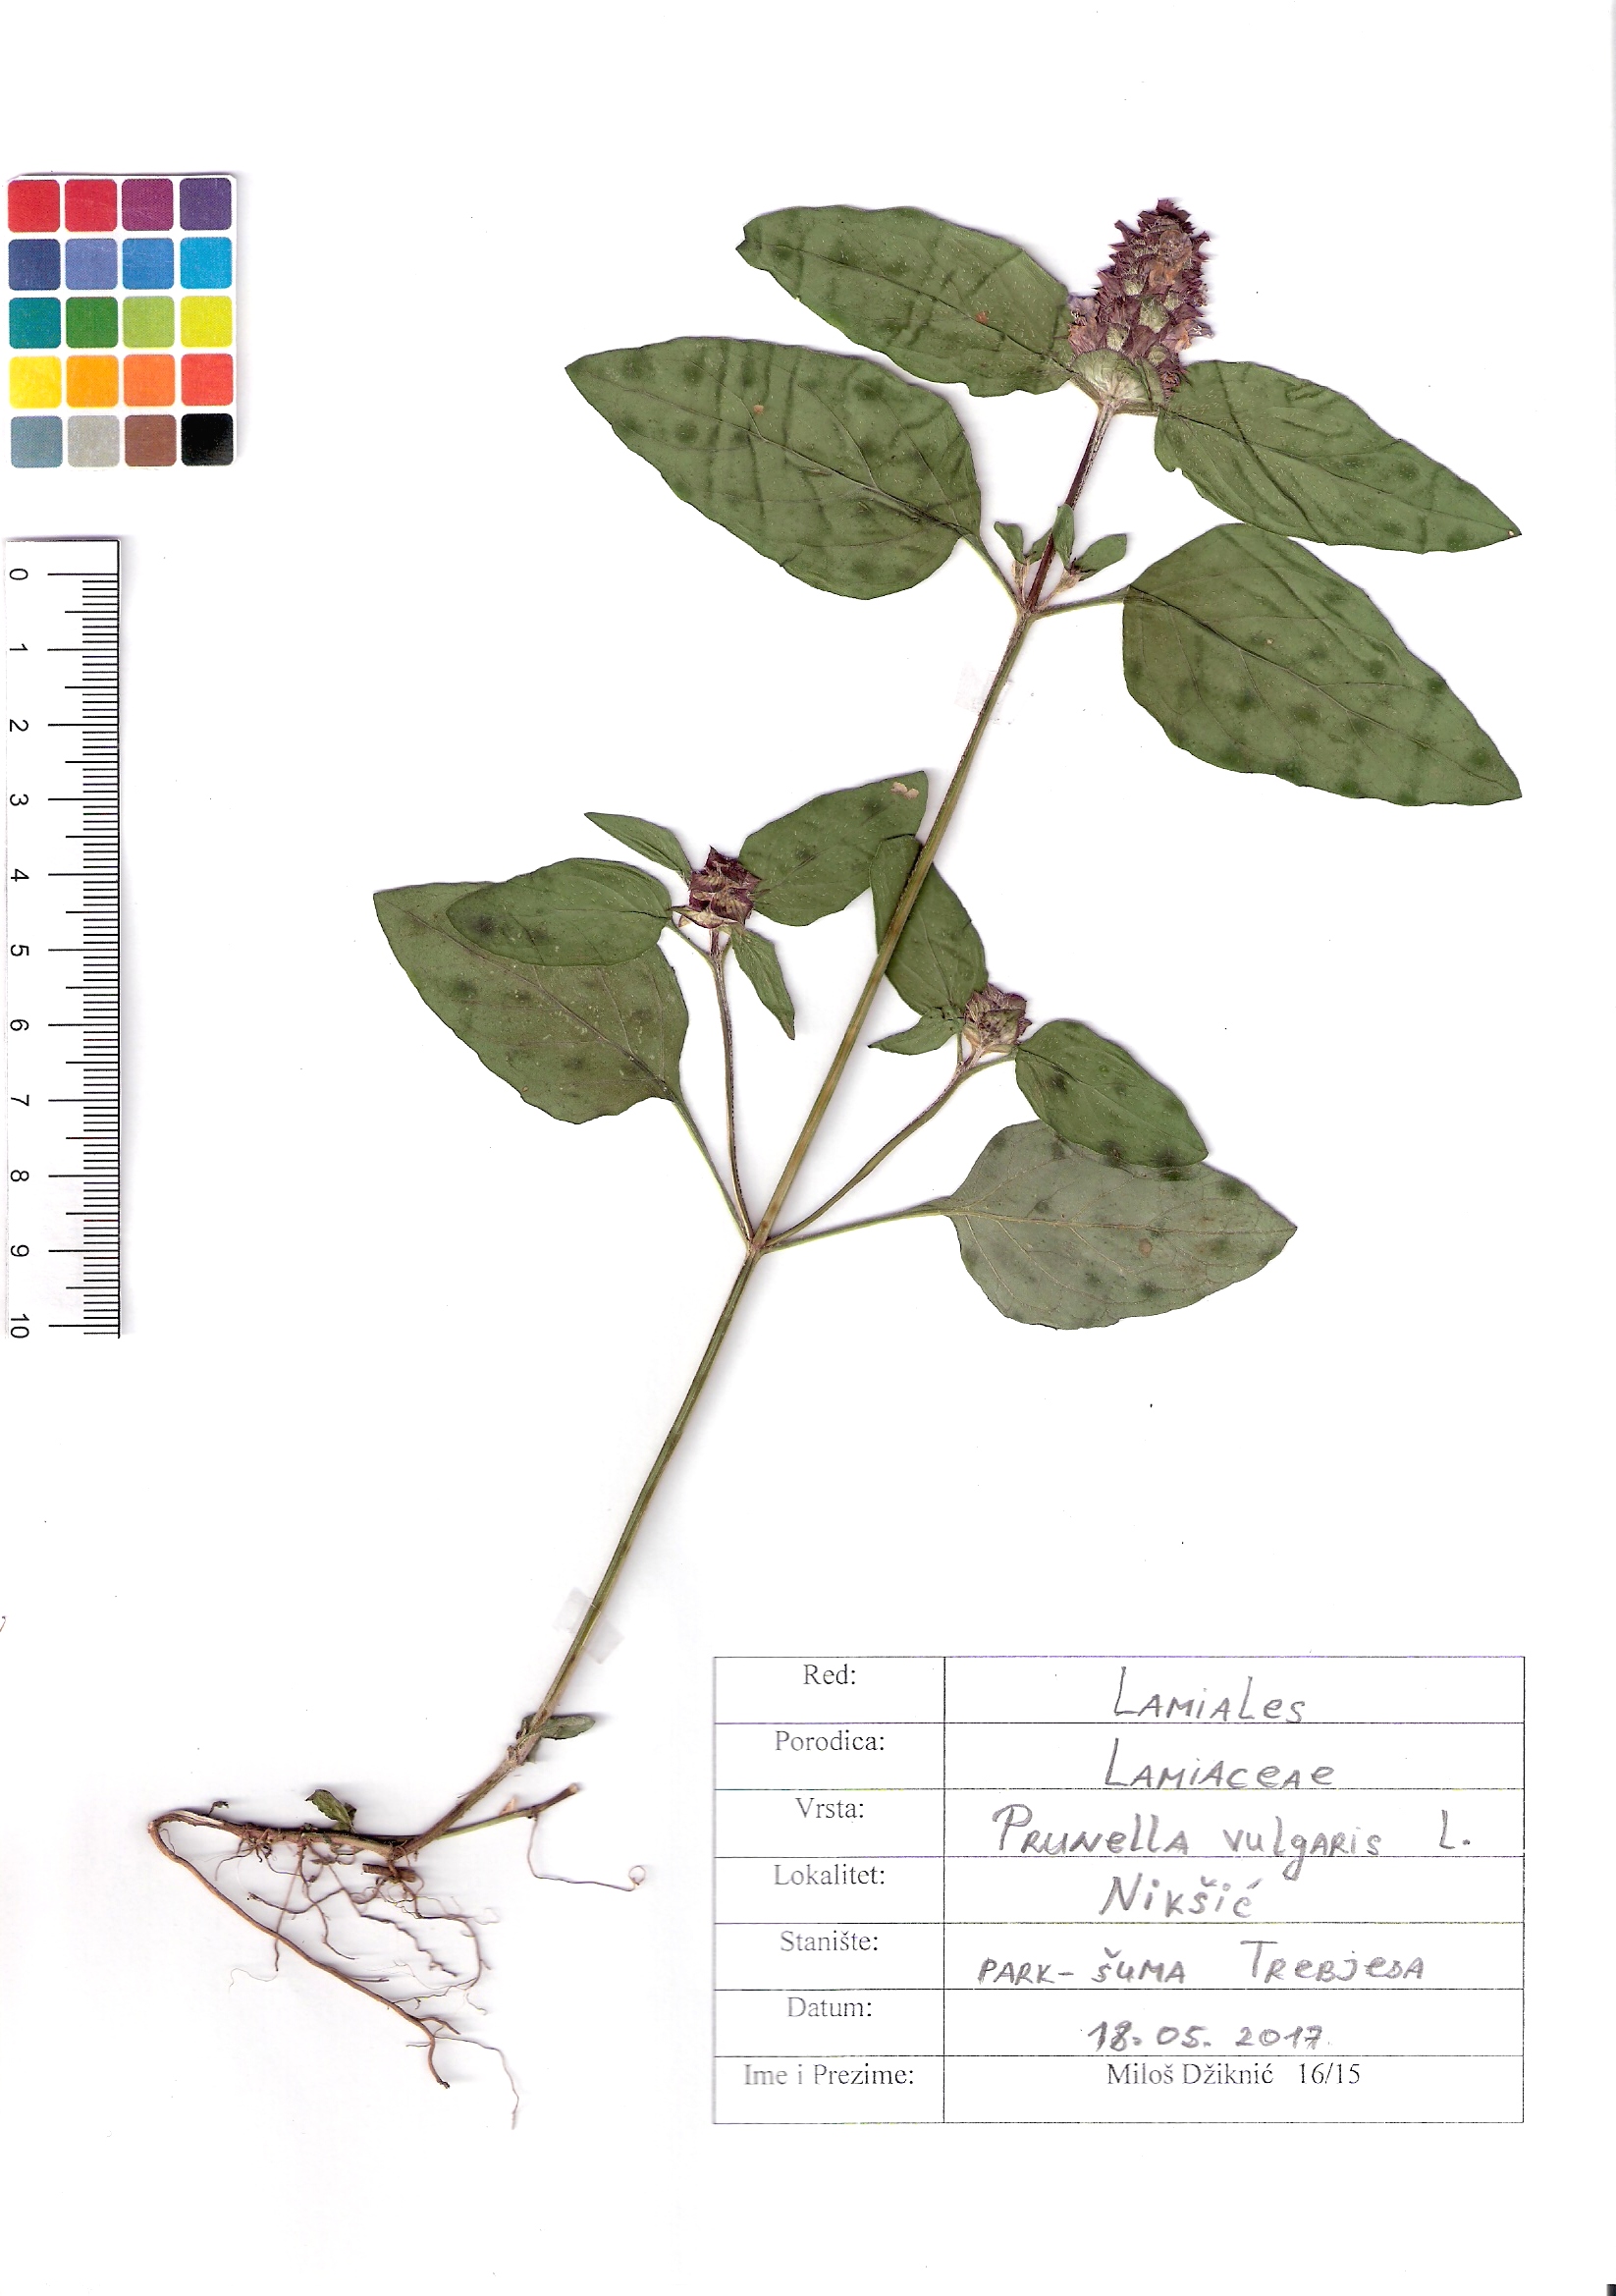 0
1
2
3
4
5
6
7
8
9
10
Red: Lamiales
Porodica: Lamiaceae
Vrsta: Prunella vulgaris L.
Lokalitet: Nikšić
Stanište: park-šuma Trebjesa
Datum: 18.05.2017.
Ime i Prezime: Miloš Džiknić 16/15